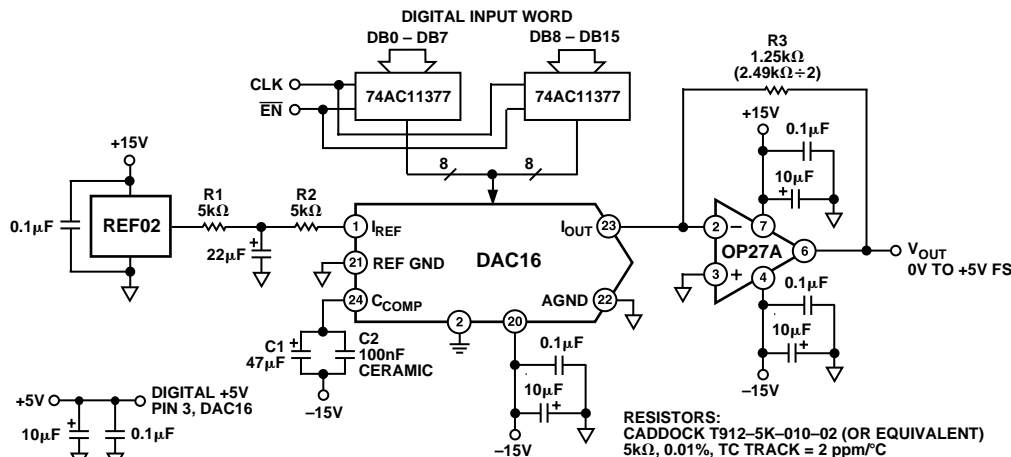 DIGITAL INPUT WORD
DB0 – DB7
DB8 – DB15
CLK
EN
74AC11377
74AC11377
8
8
R3
1.25kΩ
(2.49kΩ÷2)
+15V
0.1µF
10µF
+
+15V
0.1µF
REF02
R1
5kΩ
R2
5kΩ
22µF
+
1
I_REF
21
REF GND
24
C_COMP
DAC16
I_OUT
23
AGND
22
2
20
2
–
3
+
7
OP27A
4
6
V_OUT
0V TO +5V FS
C1
47µF
+
C2
100nF
CERAMIC
–15V
0.1µF
10µF
+
–15V
0.1µF
10µF
+
–15V
+5V
DIGITAL +5V
PIN 3, DAC16
10µF
+
0.1µF
RESISTORS:
CADDOCK T912–5K–010–02 (OR EQUIVALENT)
5kΩ, 0.01%, TC TRACK = 2 ppm/°C